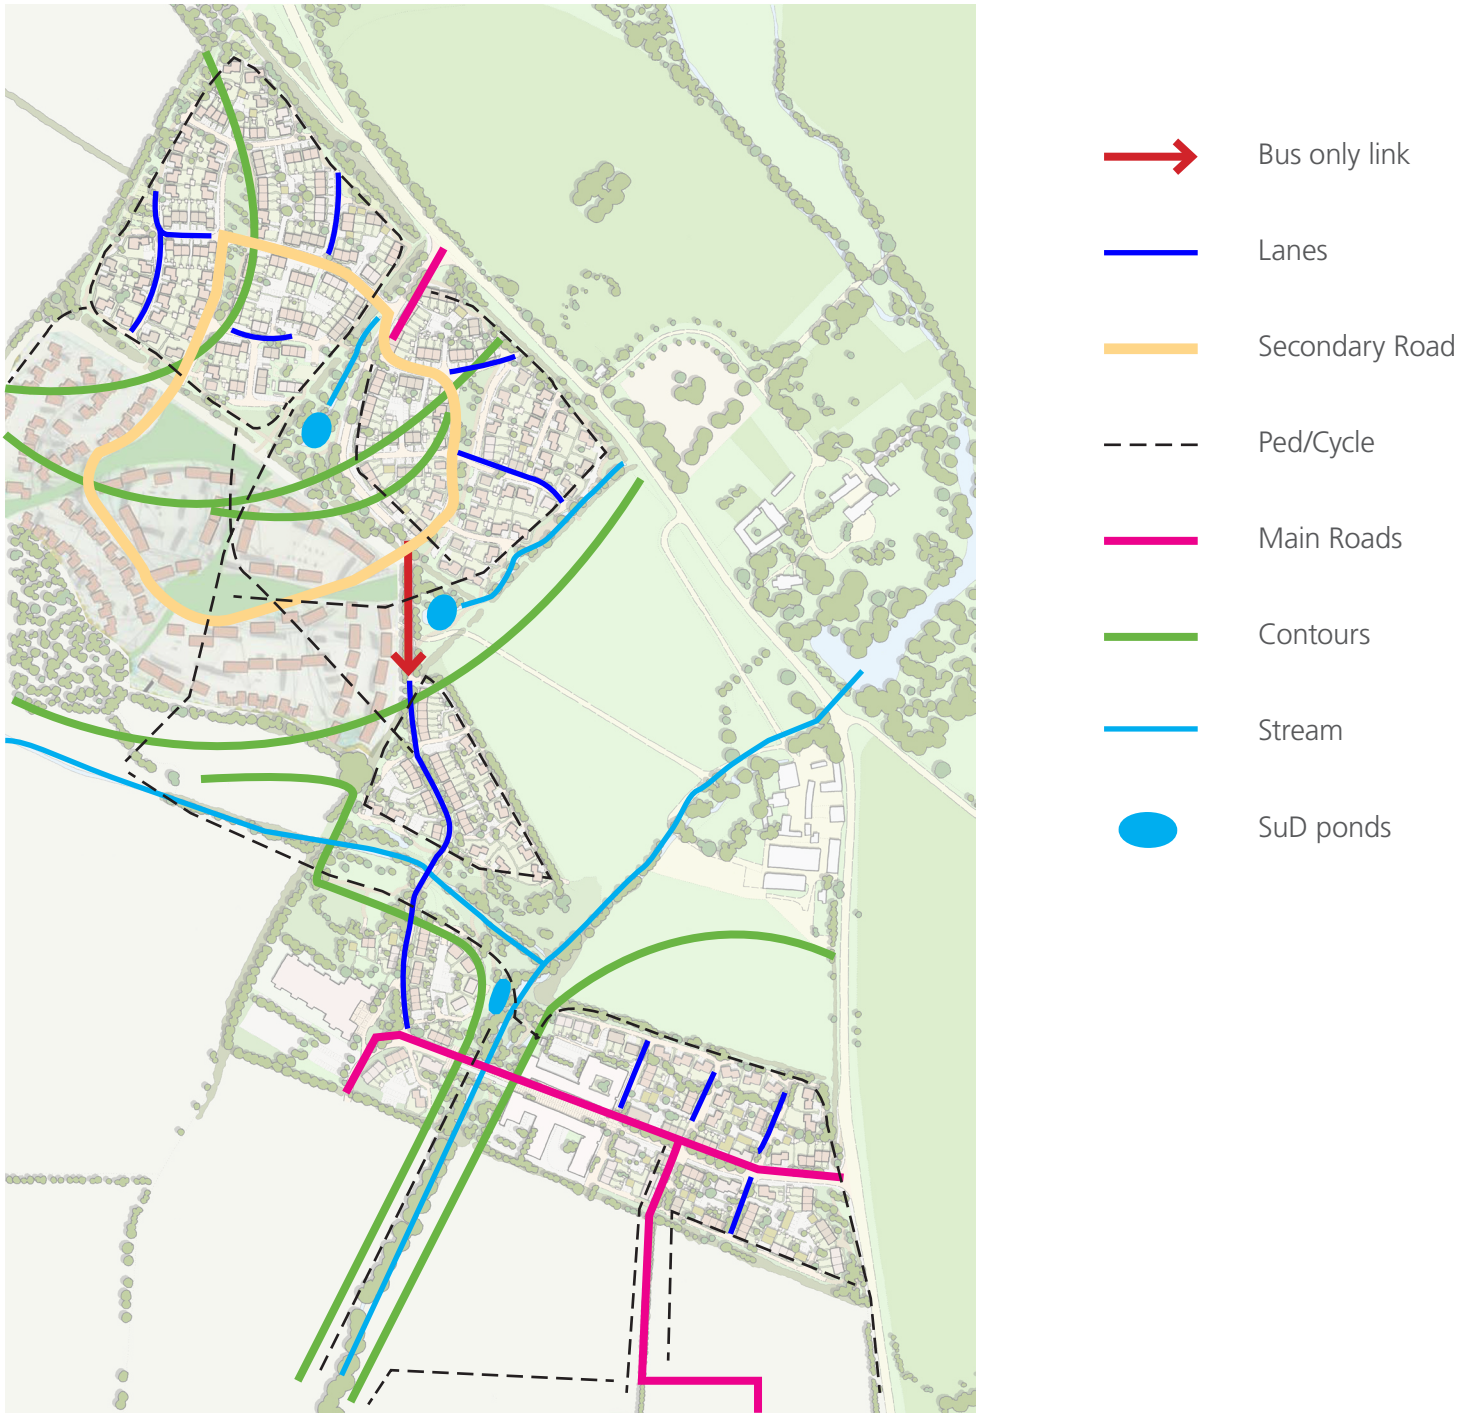 Bus only link
Lanes
Secondary Road
Ped/Cycle
Main Roads
Contours
Stream
SuD ponds